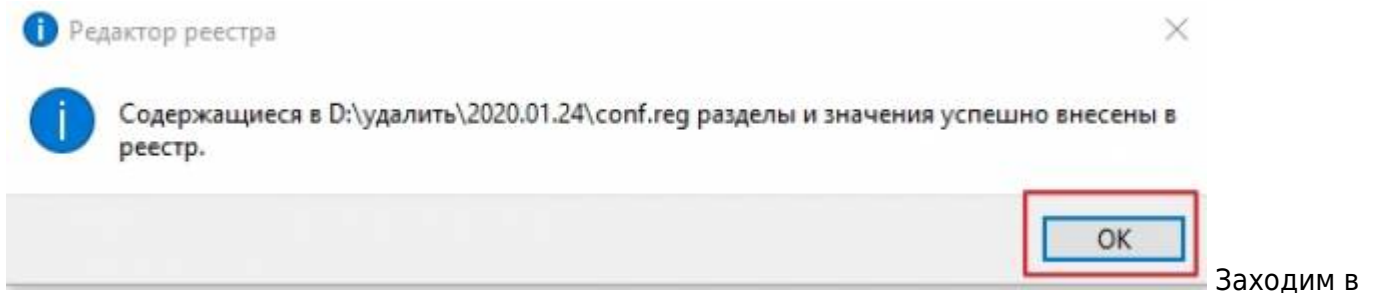 Редактор реестра
Содержащиеся в D:\удалить\2020.01.24\conf.reg разделы и значения успешно внесены в
реестр.
OK
Заходим в